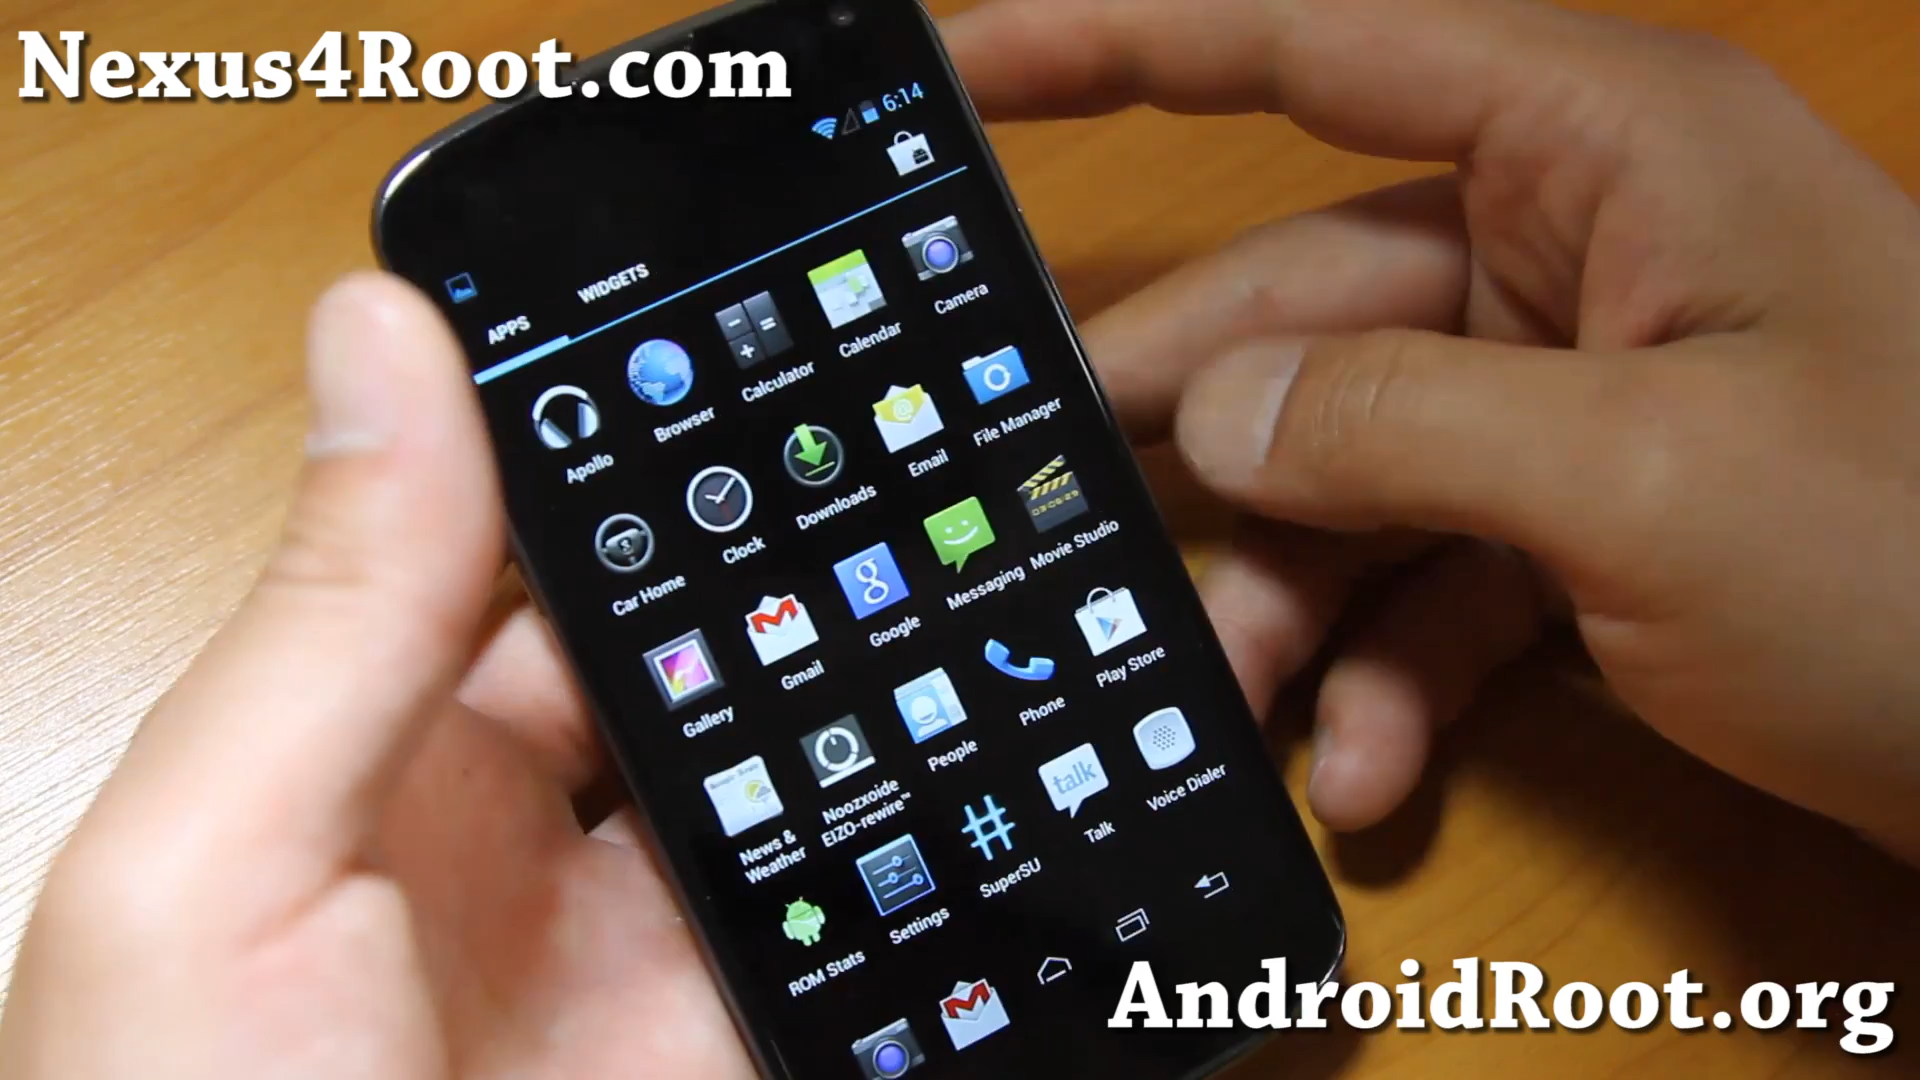 Nexus4Root.com
6:14
APPS WIDGETS
Apollo Browser Calculator Calendar Camera
Car Home Clock Downloads Email File Manager
Gallery Gmail Google Messaging Movie Studio
News & Weather Noozxoide EIZO-rewire™ People Phone Play Store
talk
ROM Stats Settings SuperSU Talk Voice Dialer
AndroidRoot.org